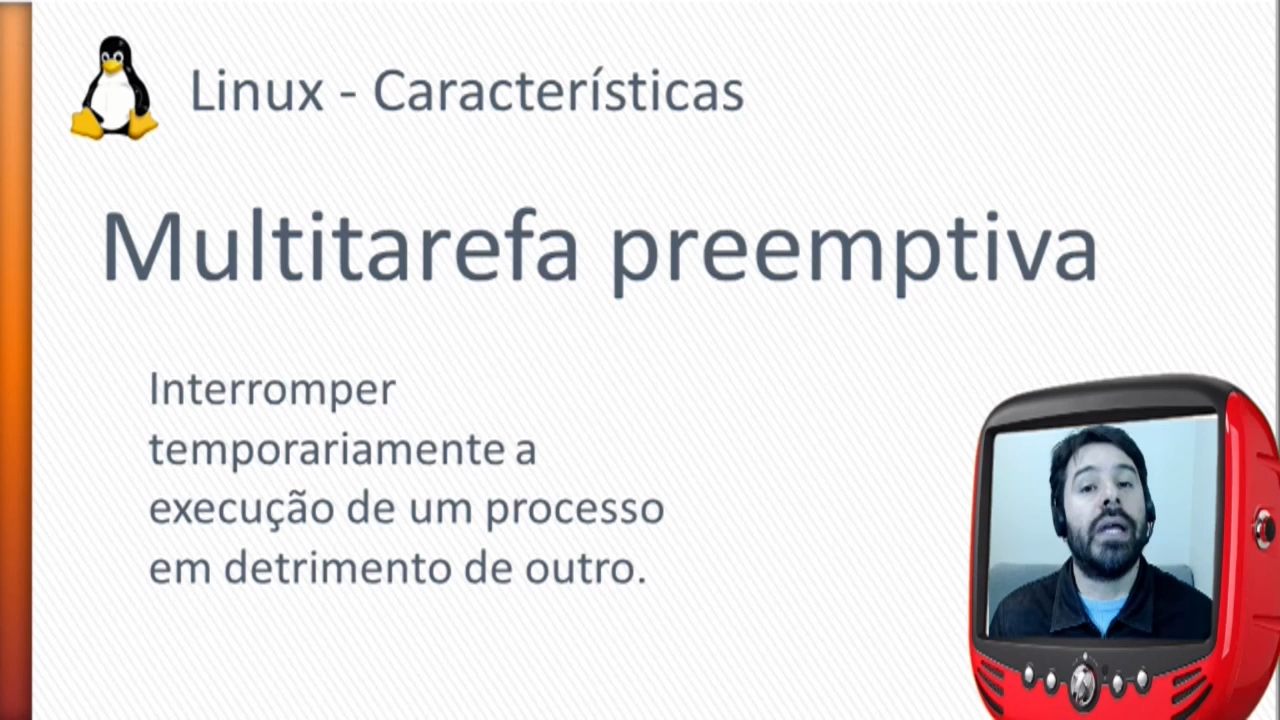 Linux - Características
Multitarefa preemptiva
Interromper
temporariamente a
execução de um processo
em detrimento de outro.